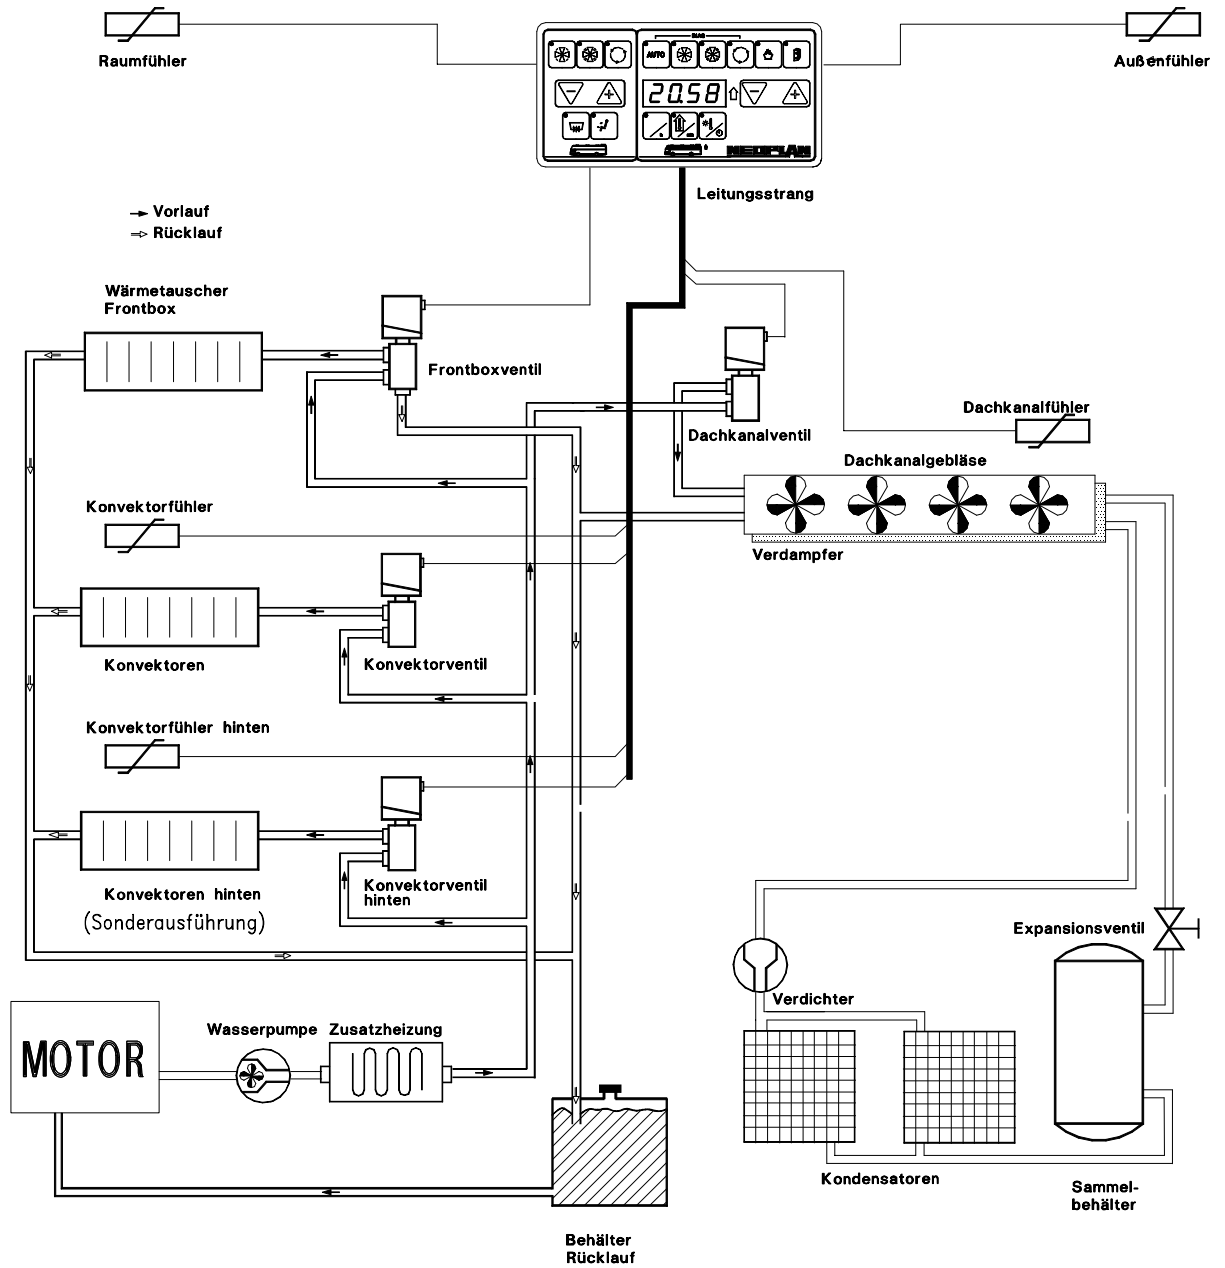 Raumfühler
Außenfühler
DIAG
AUTO
20.58
NEOPLAN
Leitungsstrang
Vorlauf
Rücklauf
Wärmetauscher
Frontbox
Frontboxventil
Dachkanalventil
Dachkanalfühler
Dachkanalgebläse
Verdampfer
Konvektorfühler
Konvektoren
Konvektorventil
Konvektorfühler hinten
Konvektoren hinten
(Sonderausführung)
Konvektorventil
hinten
Expansionsventil
Verdichter
MOTOR
Wasserpumpe
Zusatzheizung
Kondensatoren
Sammel-
behälter
Behälter
Rücklauf